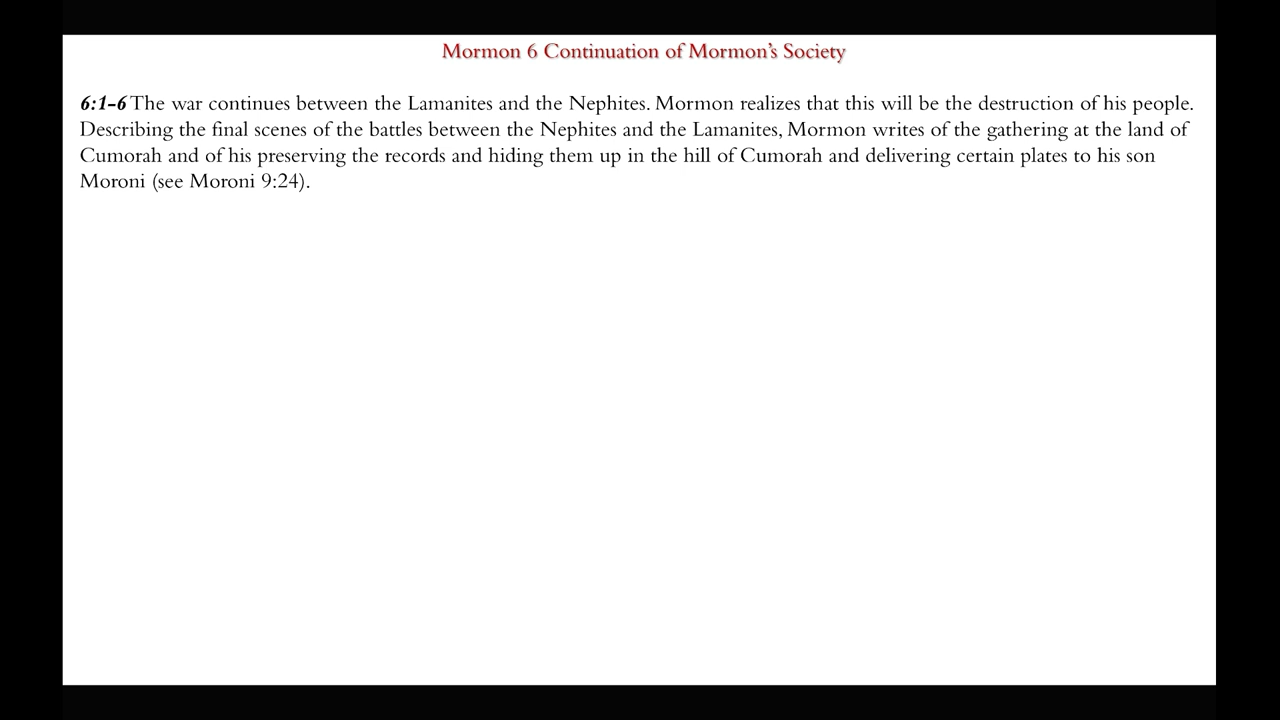 Mormon 6 Continuation of Mormon's Society
6:1-6 The war continues between the Lamanites and the Nephites. Mormon realizes that this will be the destruction of his people.
Describing the final scenes of the battles between the Nephites and the Lamanites, Mormon writes of the gathering at the land of
Cumorah and of his preserving the records and hiding them up in the hill of Cumorah and delivering certain plates to his son
Moroni (see Moroni 9:24).